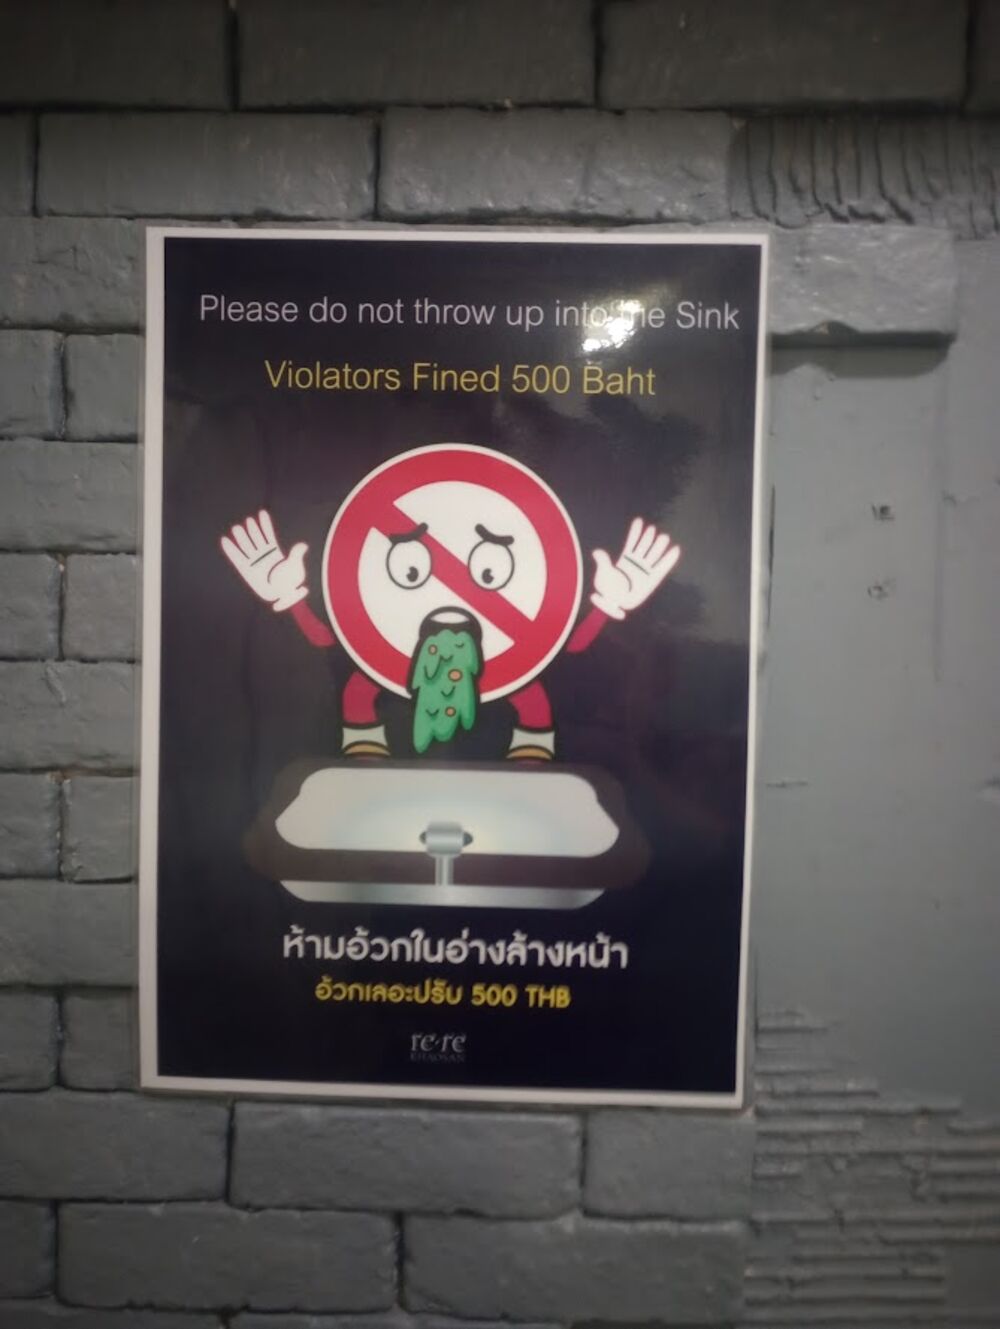 Please do not throw up into the Sink
Violators Fined 500 Baht
ห้ามอ้วกในอ่างล้างหน้า
อ้วกเลอะปรับ 500 THB
re·re
KHAOSAN